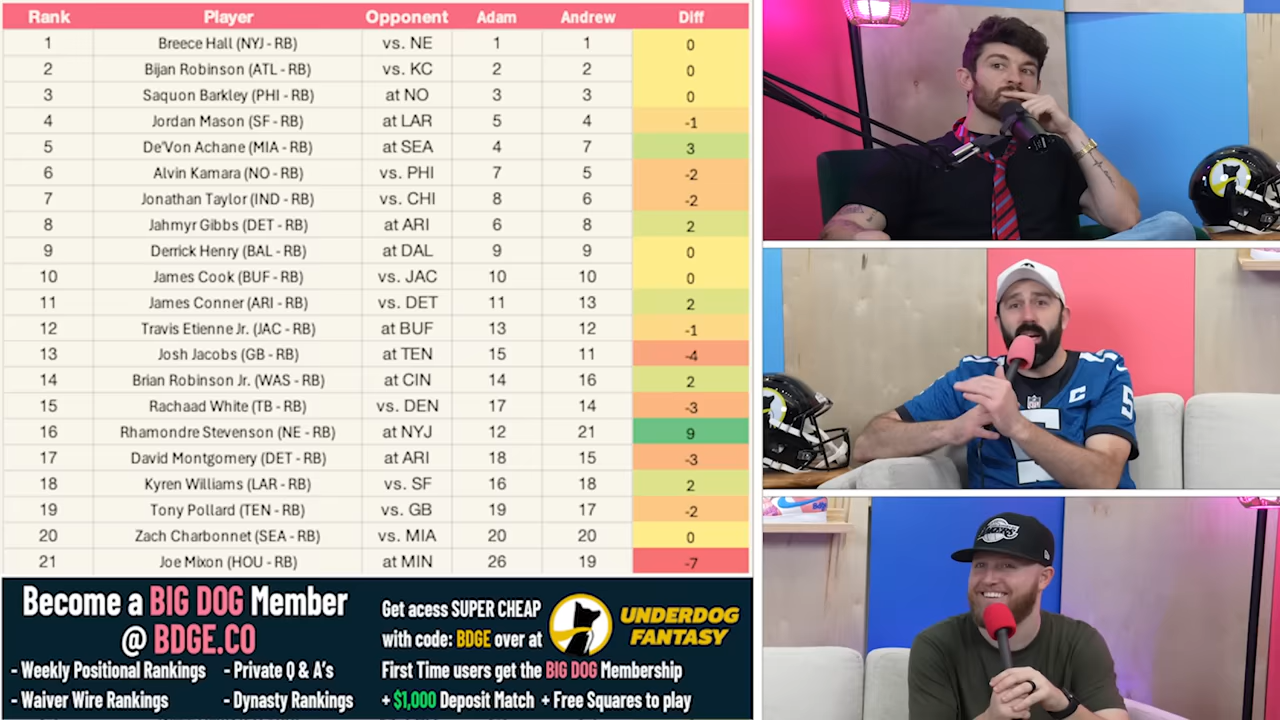 Rank Player Opponent Adam Andrew Diff
1 Breece Hall (NYJ - RB) vs. NE 1 1 0
2 Bijan Robinson (ATL - RB) vs. KC 2 2 0
3 Saquon Barkley (PHI - RB) at NO 3 3 0
4 Jordan Mason (SF - RB) at LAR 5 4 -1
5 De'Von Achane (MIA - RB) at SEA 4 7 3
6 Alvin Kamara (NO - RB) vs. PHI 7 5 -2
7 Jonathan Taylor (IND - RB) vs. CHI 8 6 -2
8 Jahmyr Gibbs (DET - RB) at ARI 6 8 2
9 Derrick Henry (BAL - RB) at DAL 9 9 0
10 James Cook (BUF - RB) vs. JAC 10 10 0
11 James Conner (ARI - RB) vs. DET 11 13 2
12 Travis Etienne Jr. (JAC - RB) at BUF 13 12 -1
13 Josh Jacobs (GB - RB) at TEN 15 11 -4
14 Brian Robinson Jr. (WAS - RB) at CIN 14 16 2
15 Rachaad White (TB - RB) vs. DEN 17 14 -3
16 Rhamondre Stevenson (NE - RB) at NYJ 12 21 9
17 David Montgomery (DET - RB) at ARI 18 15 -3
18 Kyren Williams (LAR - RB) vs. SF 16 18 2
19 Tony Pollard (TEN - RB) vs. GB 19 17 -2
20 Zach Charbonnet (SEA - RB) vs. MIA 20 20 0
21 Joe Mixon (HOU - RB) at MIN 26 19 -7
Become a BIG DOG Member
@ BDGE.CO
- Weekly Positional Rankings - Private Q & A's
- Waiver Wire Rankings - Dynasty Rankings
Get acess SUPER CHEAP
with code: BDGE over at
UNDERDOG
FANTASY
First Time users get the BIG DOG Membership
+ $1,000 Deposit Match + Free Squares to play
C
5
LAKERS